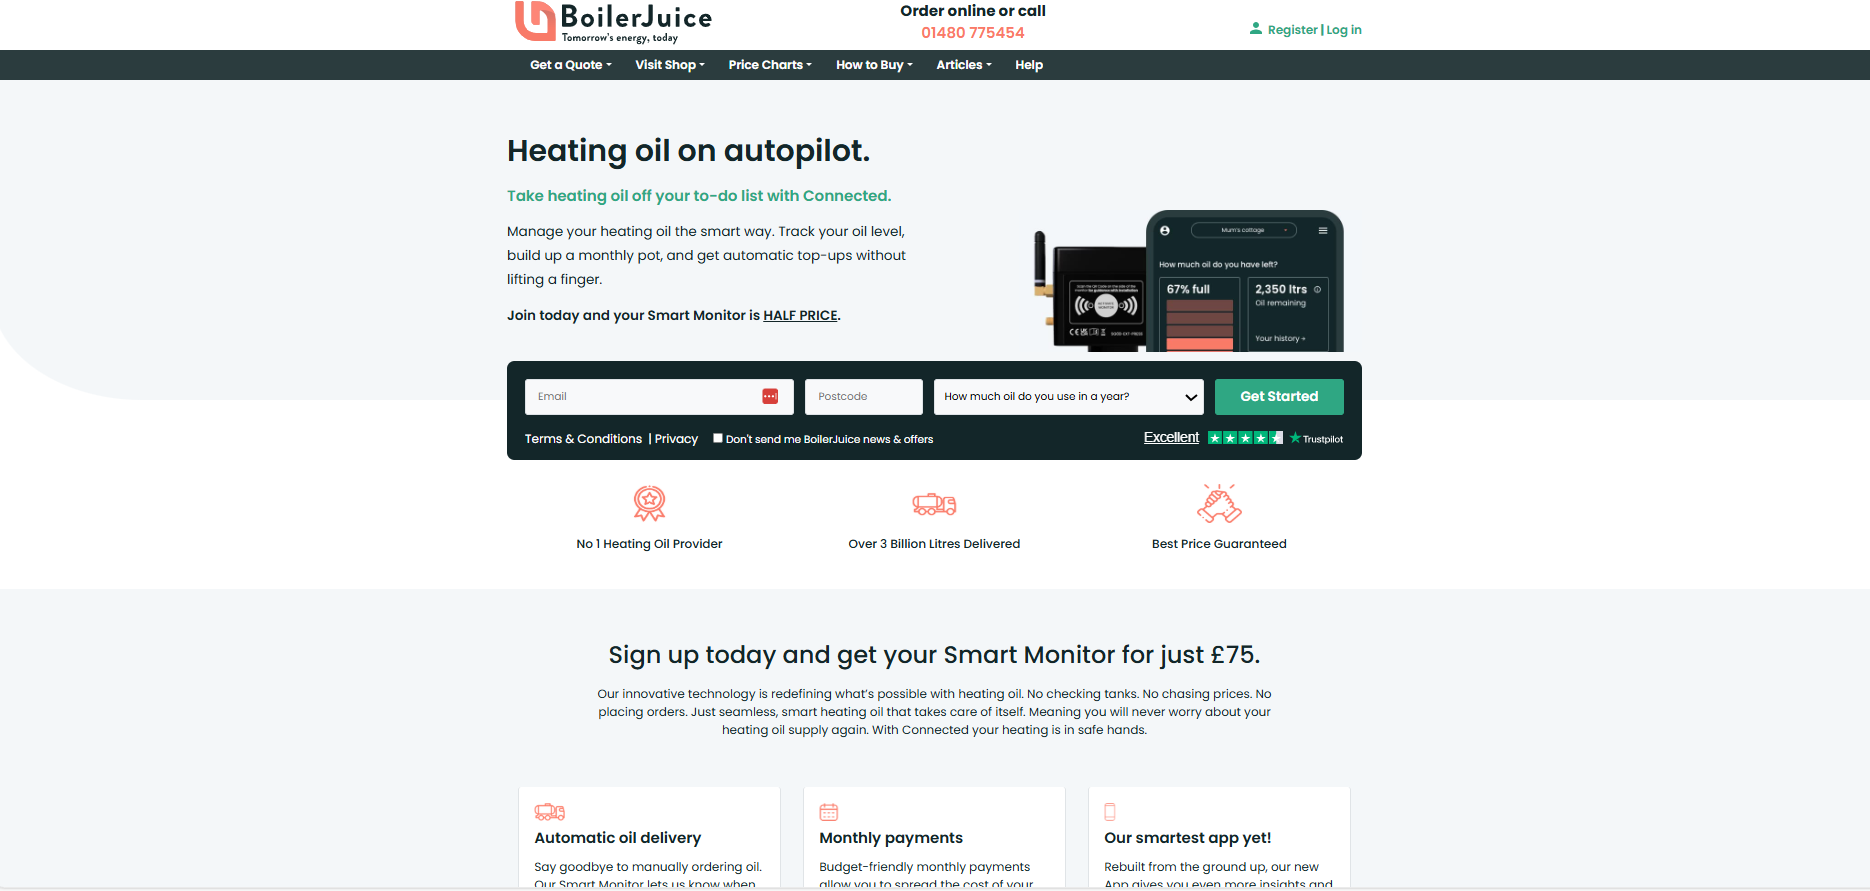 BoilerJuice
Tomorrow's energy, today
Order online or call
01480 775454
Register | Log in
Get a Quote
Visit Shop
Price Charts
How to Buy
Articles
Help
Heating oil on autopilot.
Take heating oil off your to-do list with Connected.
Manage your heating oil the smart way. Track your oil level,
build up a monthly pot, and get automatic top-ups without
lifting a finger.
Join today and your Smart Monitor is HALF PRICE.
Mum's cottage
How much oil do you have left?
67% full
2,350 ltrs
Oil remaining
Your history
Email
Postcode
How much oil do you use in a year?
Get Started
Terms & Conditions | Privacy
Don't send me BoilerJuice news & offers
Excellent
Trustpilot
No 1 Heating Oil Provider
Over 3 Billion Litres Delivered
Best Price Guaranteed
Sign up today and get your Smart Monitor for just £75.
Our innovative technology is redefining what's possible with heating oil. No checking tanks. No chasing prices. No
placing orders. Just seamless, smart heating oil that takes care of itself. Meaning you will never worry about your
heating oil supply again. With Connected your heating is in safe hands.
Automatic oil delivery
Say goodbye to manually ordering oil.
Our Smart Monitor lets us know when
Monthly payments
Budget-friendly monthly payments
allow you to spread the cost of your
Our smartest app yet!
Rebuilt from the ground up, our new
App gives you even more insights and